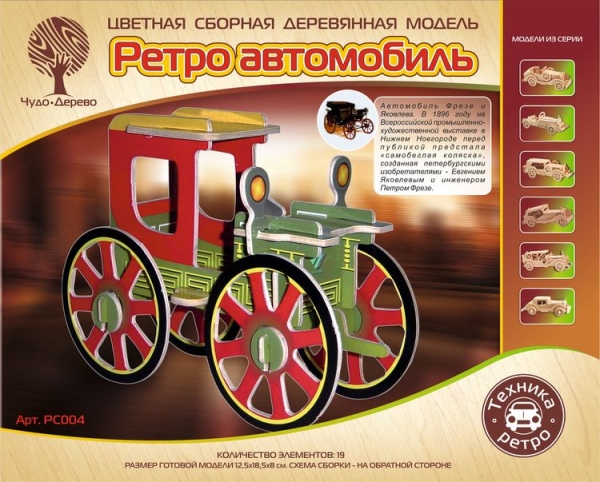 ЦВЕТНАЯ СБОРНАЯ ДЕРЕВЯННАЯ МОДЕЛЬ
Ретро автомобиль
Чудо-Дерево
МОДЕЛИ ИЗ СЕРИИ
Автомобиль Фрезе и
Яковлева. В 1896 году на
Всероссийской промышленно-
художественной выставке в
Нижнем Новгороде перед
публикой предстала
«самобеглая коляска»,
созданная петербургскими
изобретателями - Евгением
Яковлевым и инженером
Петром Фрезе.
Арт. РС004
Техника
ретро
КОЛИЧЕСТВО ЭЛЕМЕНТОВ: 19
РАЗМЕР ГОТОВОЙ МОДЕЛИ 12,5х18,5х8 см. СХЕМА СБОРКИ - НА ОБРАТНОЙ СТОРОНЕ